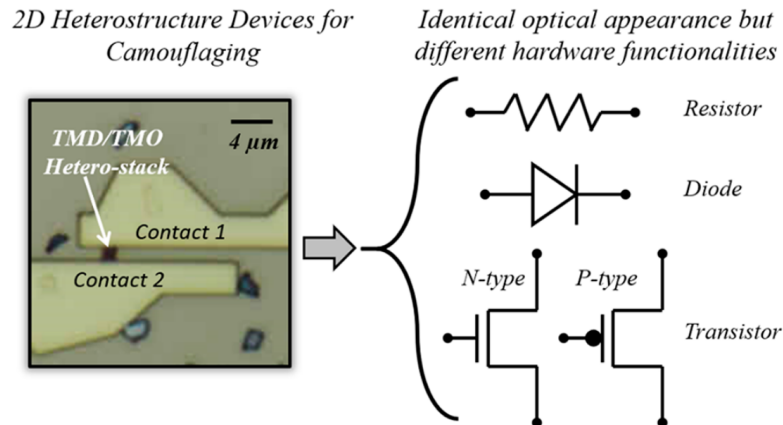 2D Heterostructure Devices for
Camouflaging
Identical optical appearance but
different hardware functionalities
TMD/TMO
Hetero-stack
4 μm
Contact 1
Contact 2
Resistor
Diode
N-type
P-type
Transistor